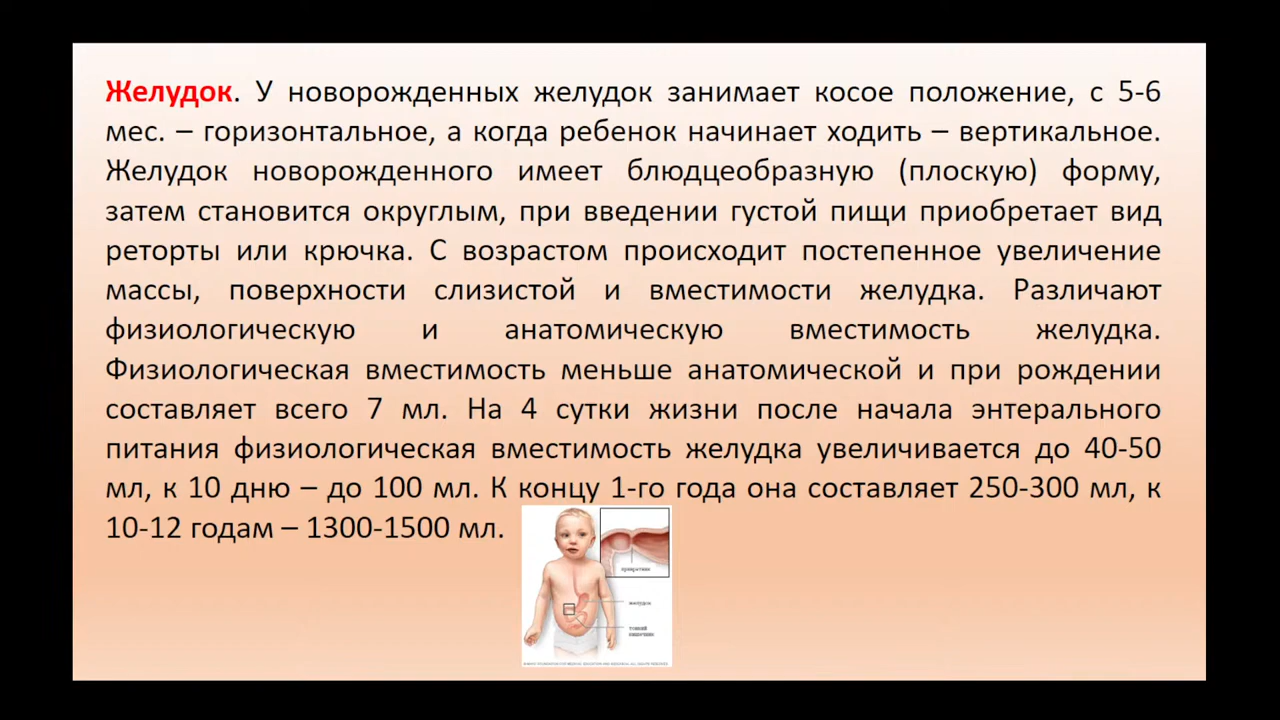 Желудок. У новорожденных желудок занимает косое положение, с 5-6
мес. – горизонтальное, а когда ребенок начинает ходить – вертикальное.
Желудок новорожденного имеет блюдцеобразную (плоскую) форму,
затем становится округлым, при введении густой пищи приобретает вид
реторты или крючка. С возрастом происходит постепенное увеличение
массы, поверхности слизистой и вместимости желудка. Различают
физиологическую и анатомическую вместимость желудка.
Физиологическая вместимость меньше анатомической и при рождении
составляет всего 7 мл. На 4 сутки жизни после начала энтерального
питания физиологическая вместимость желудка увеличивается до 40-50
мл, к 10 дню – до 100 мл. К концу 1-го года она составляет 250-300 мл, к
10-12 годам – 1300-1500 мл.
привратник
желудок
тонкий
кишечник